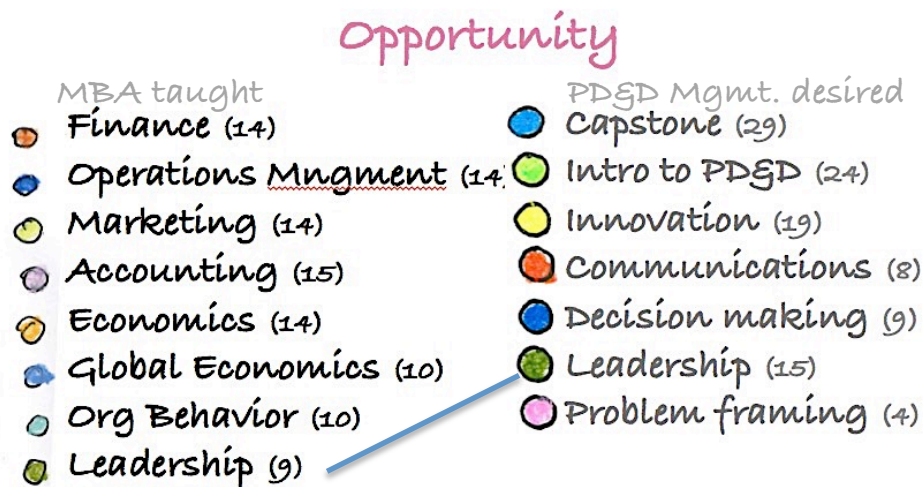 Opportunity
MBA taught
Finance (14)
Operations Mngment (14)
Marketing (14)
Accounting (15)
Economics (14)
Global Economics (10)
Org Behavior (10)
Leadership (9)
PD&D Mgmt. desired
Capstone (29)
Intro to PD&D (24)
Innovation (19)
Communications (8)
Decision making (9)
Leadership (15)
Problem framing (4)